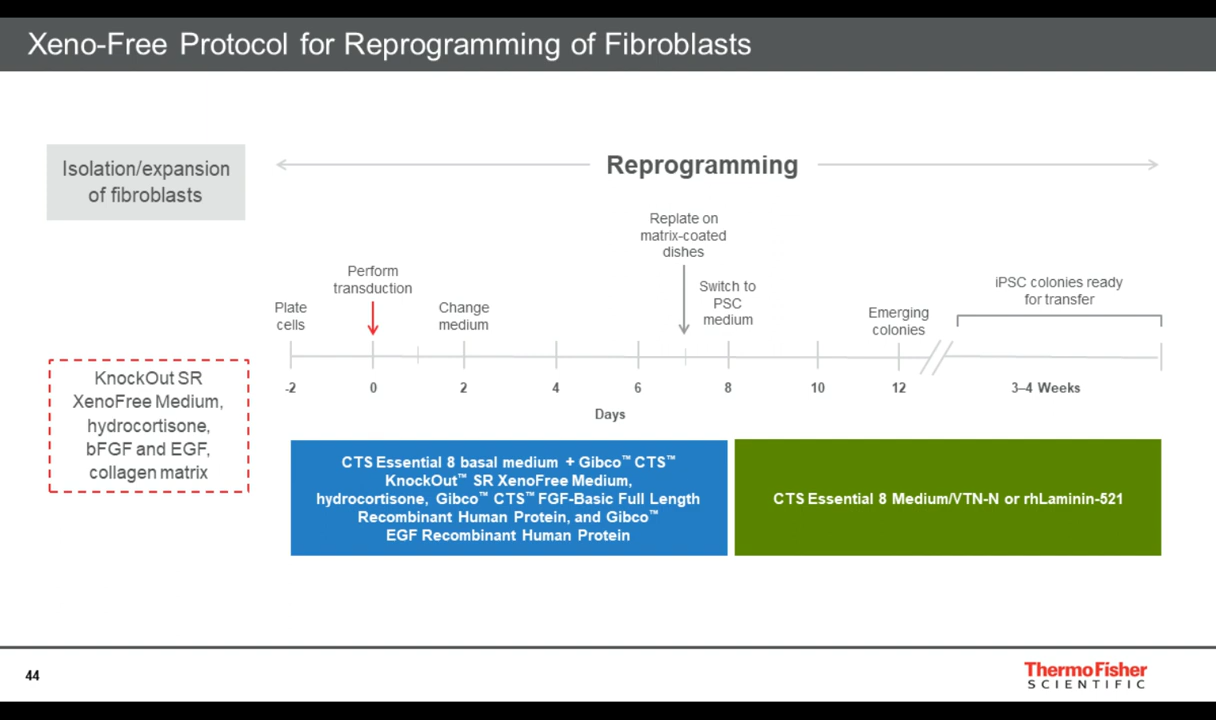 Xeno-Free Protocol for Reprogramming of Fibroblasts
Isolation/expansion
of fibroblasts
Reprogramming
Replate on
matrix-coated
dishes
Perform
transduction
Switch to
PSC
medium
iPSC colonies ready
for transfer
Plate
cells
Change
medium
Emerging
colonies
-2 0 2 4 6 8 10 12 3–4 Weeks
Days
KnockOut SR
XenoFree Medium,
hydrocortisone,
bFGF and EGF,
collagen matrix
CTS Essential 8 basal medium + Gibco™ CTS™
KnockOut™ SR XenoFree Medium,
hydrocortisone, Gibco™ CTS™ FGF-Basic Full Length
Recombinant Human Protein, and Gibco™
EGF Recombinant Human Protein
CTS Essential 8 Medium/VTN-N or rhLaminin-521
44
ThermoFisher
SCIENTIFIC